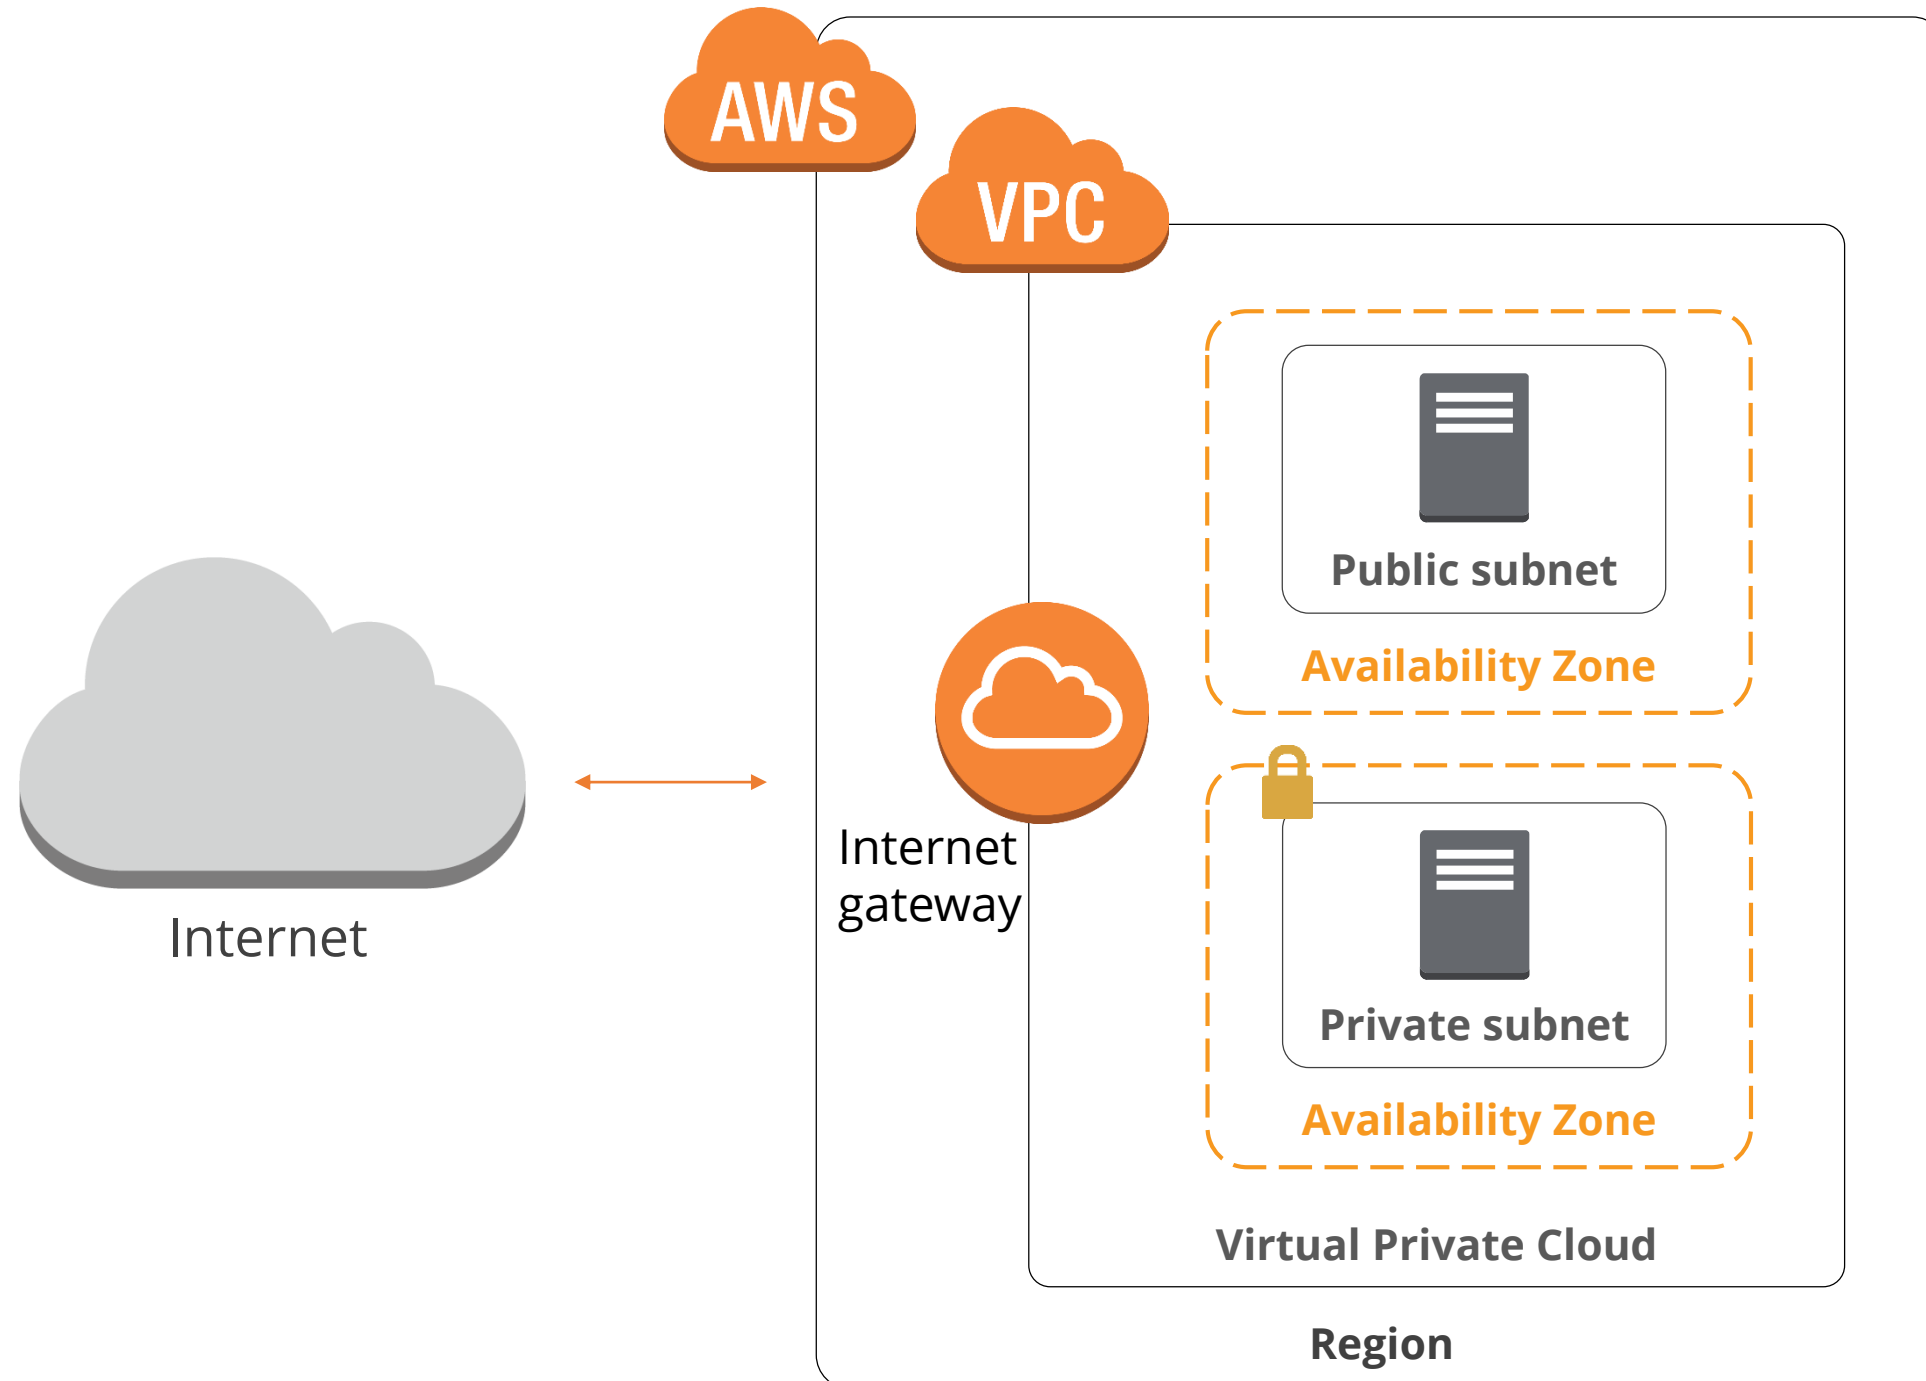 AWS
VPC
Public subnet
Availability Zone
Internet
gateway
Internet
Private subnet
Availability Zone
Virtual Private Cloud
Region